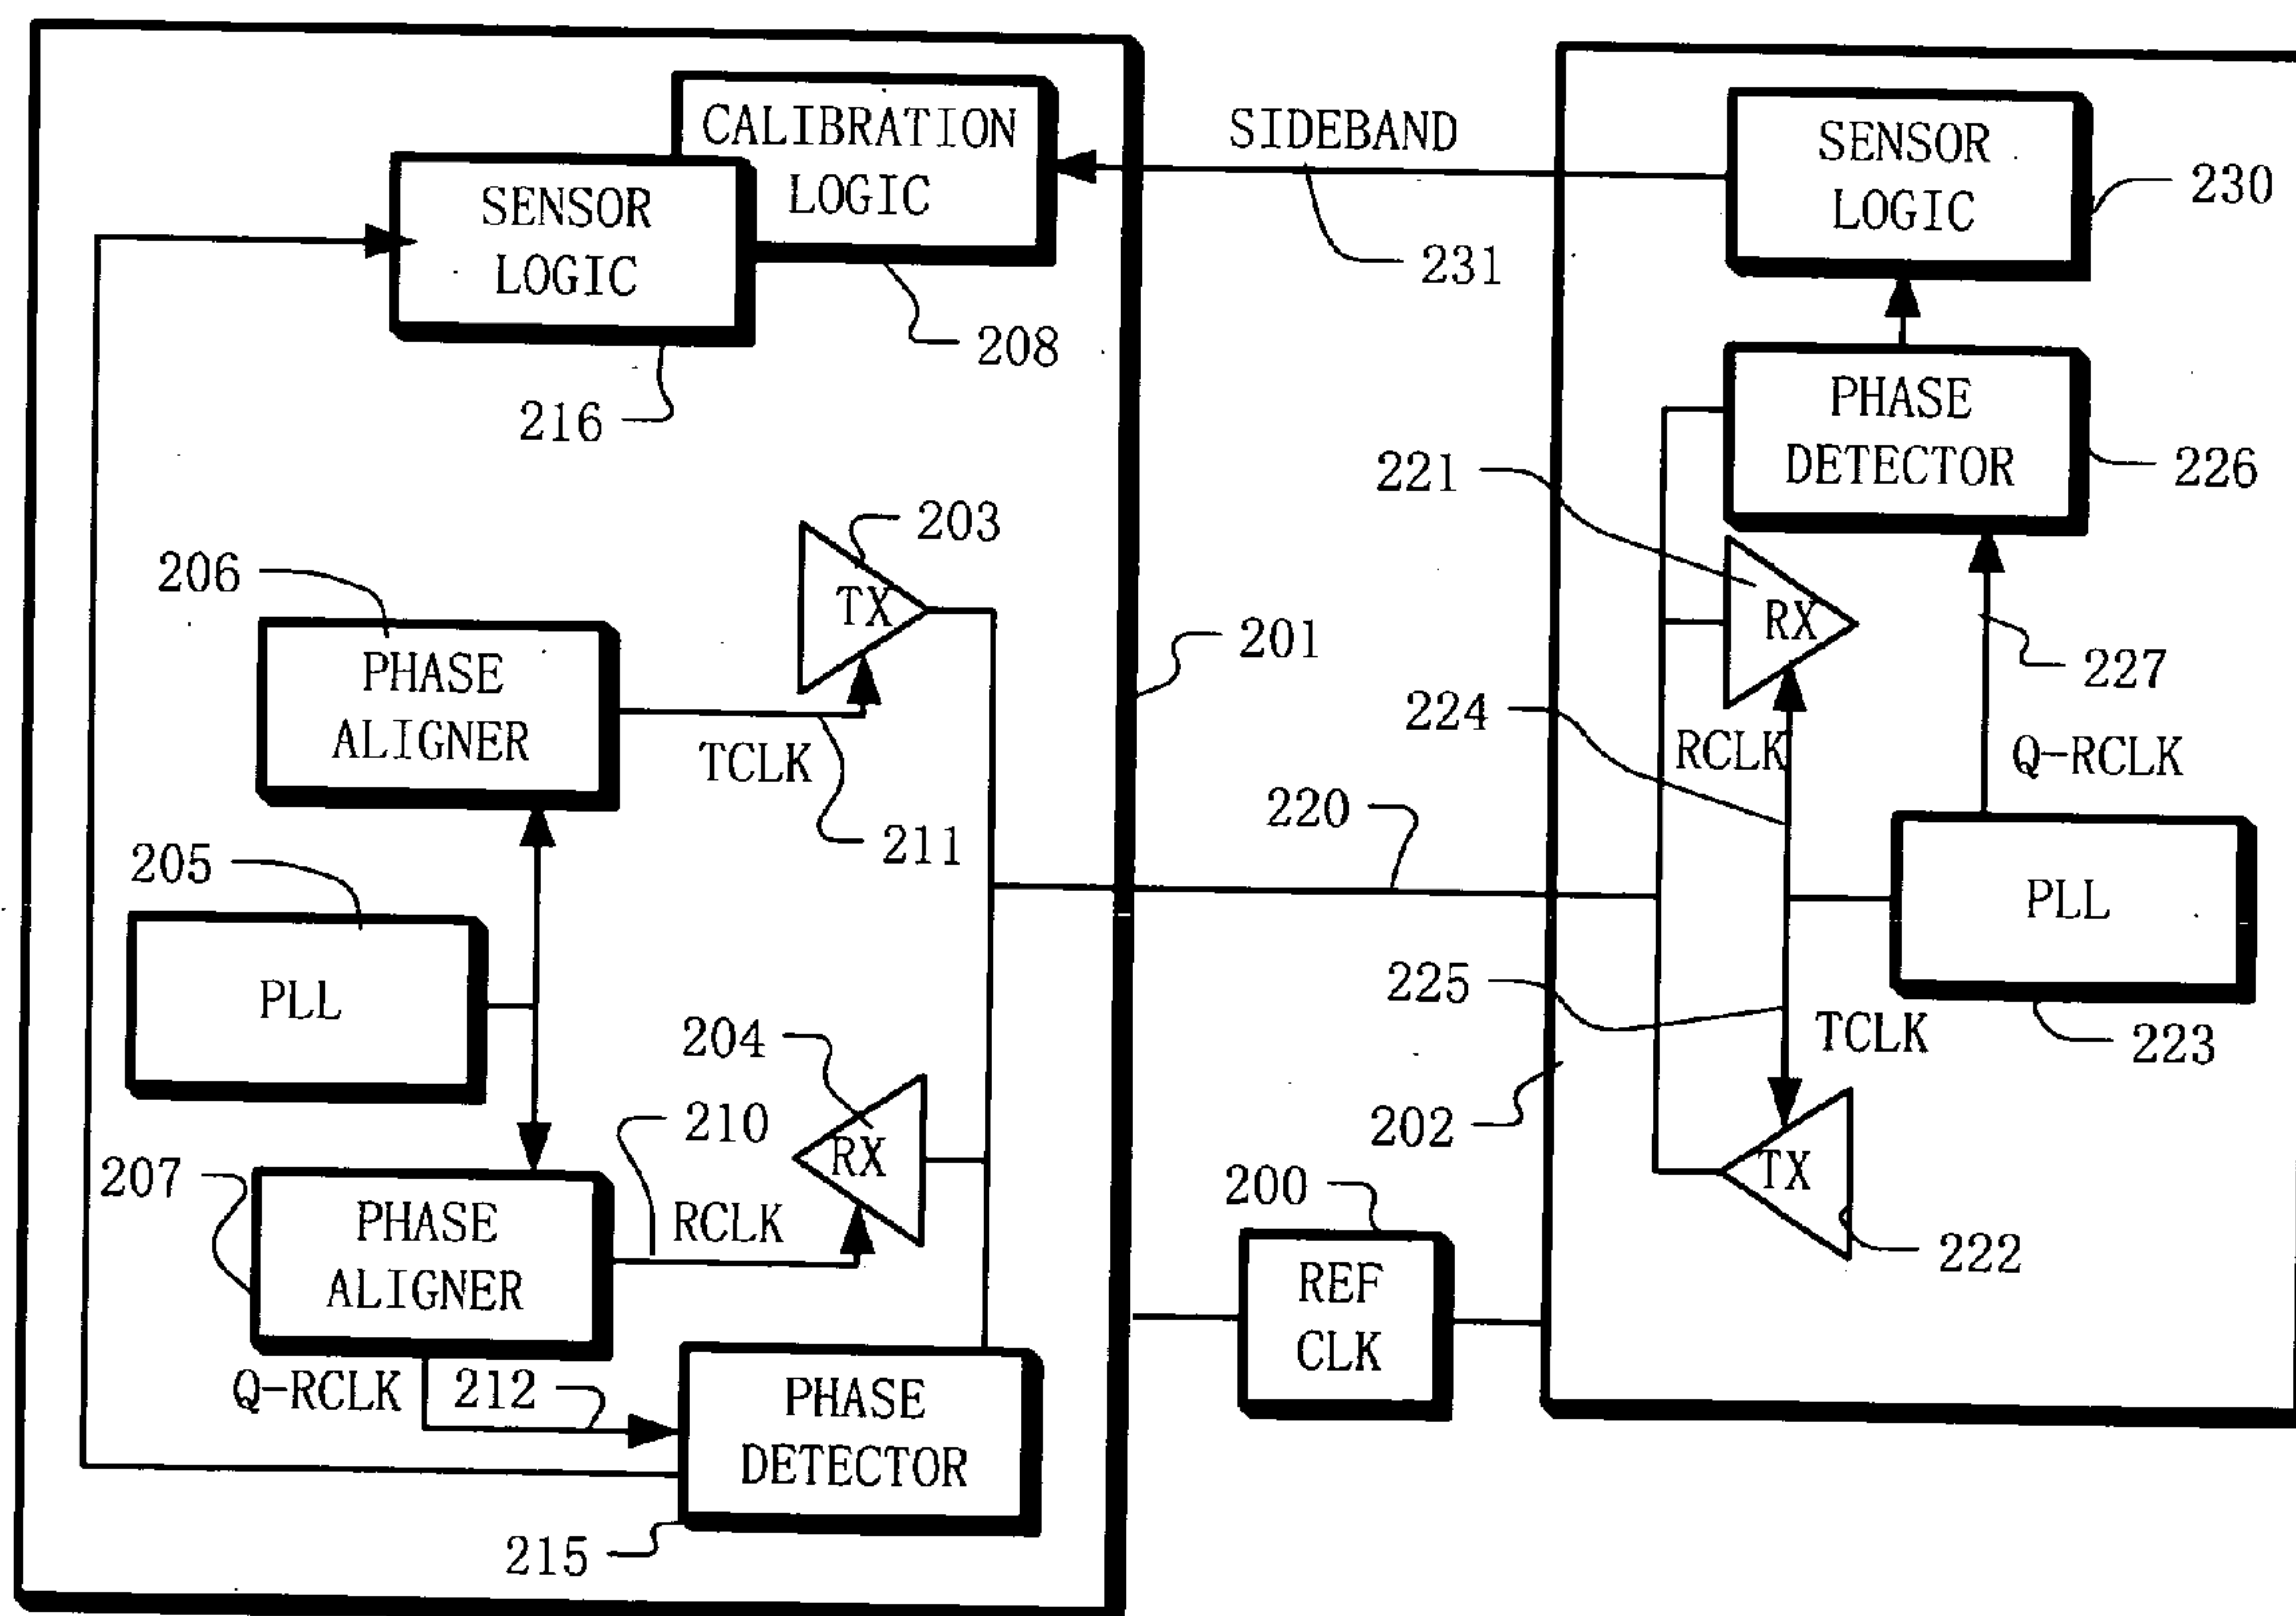 CALIBRATION
LOGIC
SENSOR
LOGIC
208
216
SIDEBAND
231
SENSOR
LOGIC
230
PHASE
DETECTOR
226
221
203
TX
206
PHASE
ALIGNER
TCLK
211
201
RX
227
224
RCLK
Q-RCLK
220
205
PLL
PLL
225
TCLK
223
204
RX
210
202
207
PHASE
ALIGNER
RCLK
200
REF
CLK
TX
222
Q-RCLK
212
PHASE
DETECTOR
215